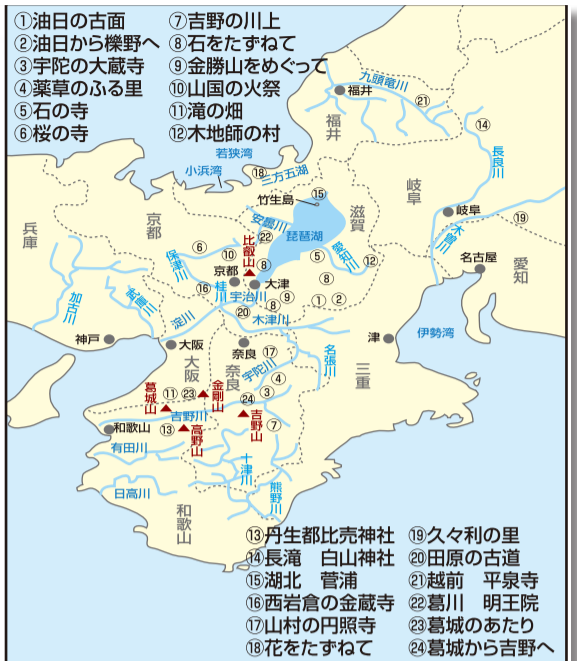 ①油日の古面
②油日から櫟野へ
③宇陀の大蔵寺
④薬草のふる里
⑤石の寺
⑥桜の寺
⑦吉野の川上
⑧石をたずねて
⑨金勝山をめぐって
⑩山国の火祭
⑪滝の畑
⑫木地師の村
九頭竜川
福井
㉑
福井
⑭
長良川
若狭湾
小浜湾
⑱
三方五湖
竹生島
⑮
滋賀
岐阜
岐阜
木曽川
⑲
兵庫
京都
安曇川
㉒
琵琶湖
比叡山
⑥
⑩
⑧
⑤
愛知川
⑫
⑧
名古屋
愛知
保津川
⑯
京都
桂川
大津
宇治川
⑨
⑧
①
②
加古川
武庫川
⑳
木津川
淀川
神戸
大阪
大阪
奈良
奈良
⑰
宇陀川
名張川
津
伊勢湾
三重
葛城山
⑪
㉓
金剛山
④
③
㉔
吉野川
吉野山
⑦
和歌山
⑬
高野山
有田川
十津川
熊野川
日高川
和歌山
⑬丹生都比売神社
⑭長滝　白山神社
⑮湖北　菅浦
⑯西岩倉の金蔵寺
⑰山村の円照寺
⑱花をたずねて
⑲久々利の里
⑳田原の古道
㉑越前　平泉寺
㉒葛川　明王院
㉓葛城のあたり
㉔葛城から吉野へ